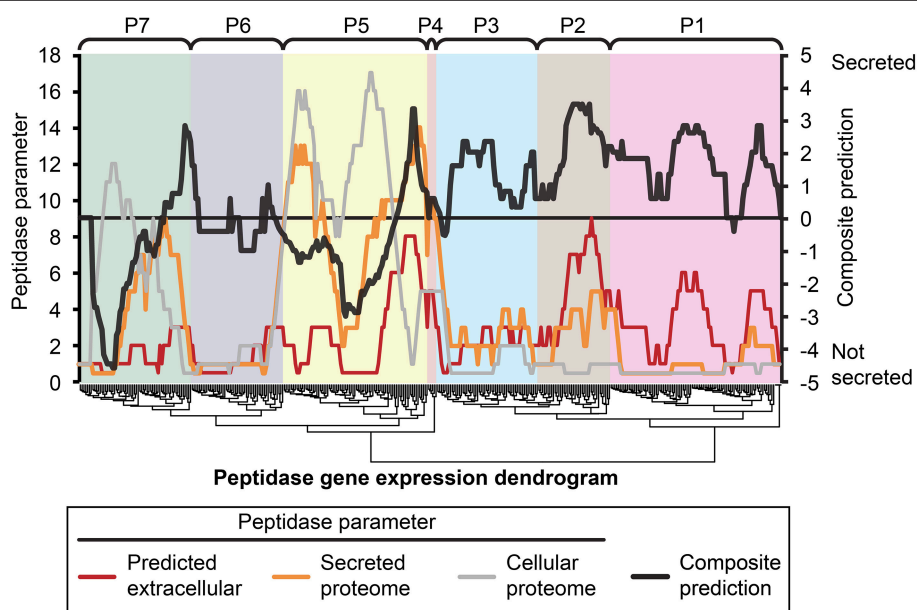 P7 P6 P5 P4 P3 P2 P1
18 16 14 12 10 8 6 4 2 0
Peptidase parameter
5 4 3 2 1 0 -1 -2 -3 -4 -5
Composite prediction
Secreted
Not
secreted
Peptidase gene expression dendrogram
Peptidase parameter
Predicted
extracellular
Secreted
proteome
Cellular
proteome
Composite
prediction